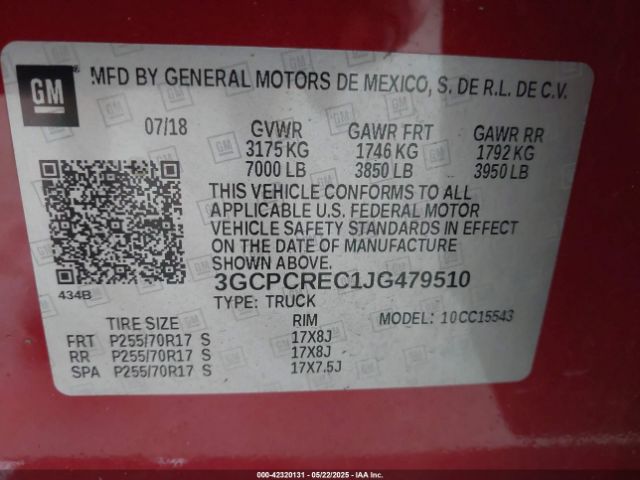 GM MFD BY GENERAL MOTORS DE MEXICO, S. DE R.L. DE C.V.
07/18 GVWR GAWR FRT GAWR RR
3175 KG 1746 KG 1792 KG
7000 LB 3850 LB 3950 LB
THIS VEHICLE CONFORMS TO ALL
APPLICABLE U.S. FEDERAL MOTOR
VEHICLE SAFETY STANDARDS IN EFFECT
ON THE DATE OF MANUFACTURE
SHOWN ABOVE.
434B 3GCPCREC1JG479510
TYPE: TRUCK
TIRE SIZE RIM MODEL: 10CC15543
FRT P255/70R17 S 17X8J
RR P255/70R17 S 17X8J
SPA P255/70R17 S 17X7.5J
000-42320131 - 05/22/2025 - IAAI.com